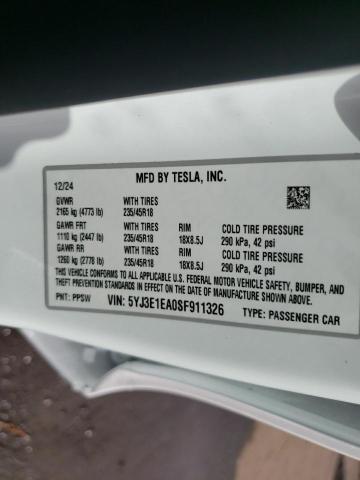 MFD BY TESLA, INC.
12/24
GVWR WITH TIRES
2165 kg (4773 lb) 235/45R18
GAWR FRT WITH TIRES RIM COLD TIRE PRESSURE
1110 kg (2447 lb) 235/45R18 18X8.5J 290 kPa, 42 psi
GAWR RR WITH TIRES RIM COLD TIRE PRESSURE
1260 kg (2778 lb) 235/45R18 18X8.5J 290 kPa, 42 psi
THIS VEHICLE CONFORMS TO ALL APPLICABLE U.S. FEDERAL MOTOR VEHICLE SAFETY, BUMPER, AND
THEFT PREVENTION STANDARDS IN EFFECT ON THE DATE OF MANUFACTURE SHOWN ABOVE.
PNT: PPSW VIN: 5YJ3E1EA0SF911326 TYPE: PASSENGER CAR